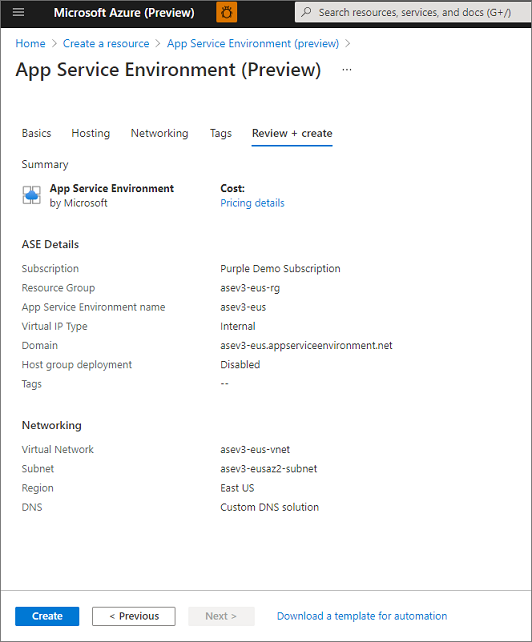 Microsoft Azure (Preview)
Search resources, services, and docs (G+/)
Home > Create a resource > App Service Environment (preview) >
App Service Environment (Preview) ...
Basics Hosting Networking Tags Review + create
Summary
App Service Environment Cost:
by Microsoft Pricing details
ASE Details
Subscription Purple Demo Subscription
Resource Group asev3-eus-rg
App Service Environment name asev3-eus
Virtual IP Type Internal
Domain asev3-eus.appserviceenvironment.net
Host group deployment Disabled
Tags --
Networking
Virtual Network asev3-eus-vnet
Subnet asev3-eusaz2-subnet
Region East US
DNS Custom DNS solution
Create < Previous Next > Download a template for automation